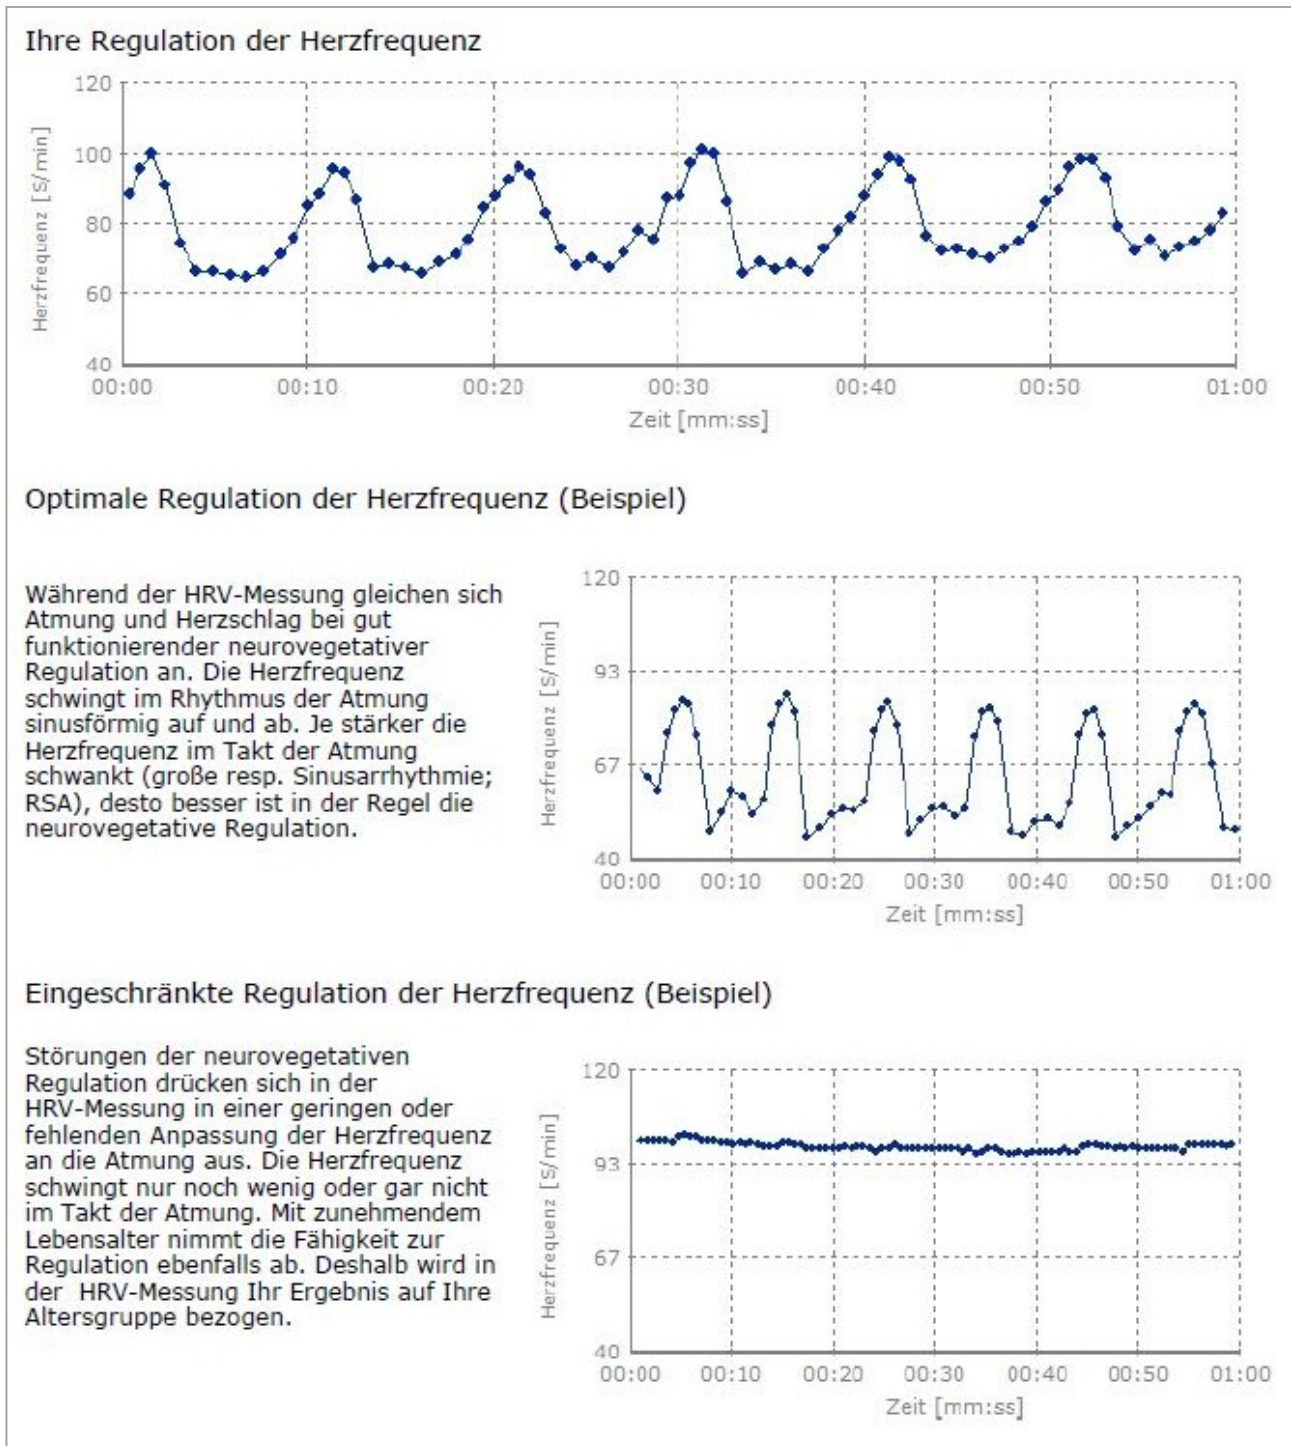 Ihre Regulation der Herzfrequenz
120
100
80
60
40
Herzfrequenz [S/min]
00:00 00:10 00:20 00:30 00:40 00:50 01:00
Zeit [mm:ss]
Optimale Regulation der Herzfrequenz (Beispiel)
Während der HRV-Messung gleichen sich
Atmung und Herzschlag bei gut
funktionierender neurovegetativer
Regulation an. Die Herzfrequenz
schwingt im Rhythmus der Atmung
sinusförmig auf und ab. Je stärker die
Herzfrequenz im Takt der Atmung
schwankt (große resp. Sinusarrhythmie;
RSA), desto besser ist in der Regel die
neurovegetative Regulation.
120
93
67
40
Herzfrequenz [S/min]
00:00 00:10 00:20 00:30 00:40 00:50 01:00
Zeit [mm:ss]
Eingeschränkte Regulation der Herzfrequenz (Beispiel)
Störungen der neurovegetativen
Regulation drücken sich in der
HRV-Messung in einer geringen oder
fehlenden Anpassung der Herzfrequenz
an die Atmung aus. Die Herzfrequenz
schwingt nur noch wenig oder gar nicht
im Takt der Atmung. Mit zunehmendem
Lebensalter nimmt die Fähigkeit zur
Regulation ebenfalls ab. Deshalb wird in
der  HRV-Messung Ihr Ergebnis auf Ihre
Altersgruppe bezogen.
120
93
67
40
Herzfrequenz [S/min]
00:00 00:10 00:20 00:30 00:40 00:50 01:00
Zeit [mm:ss]